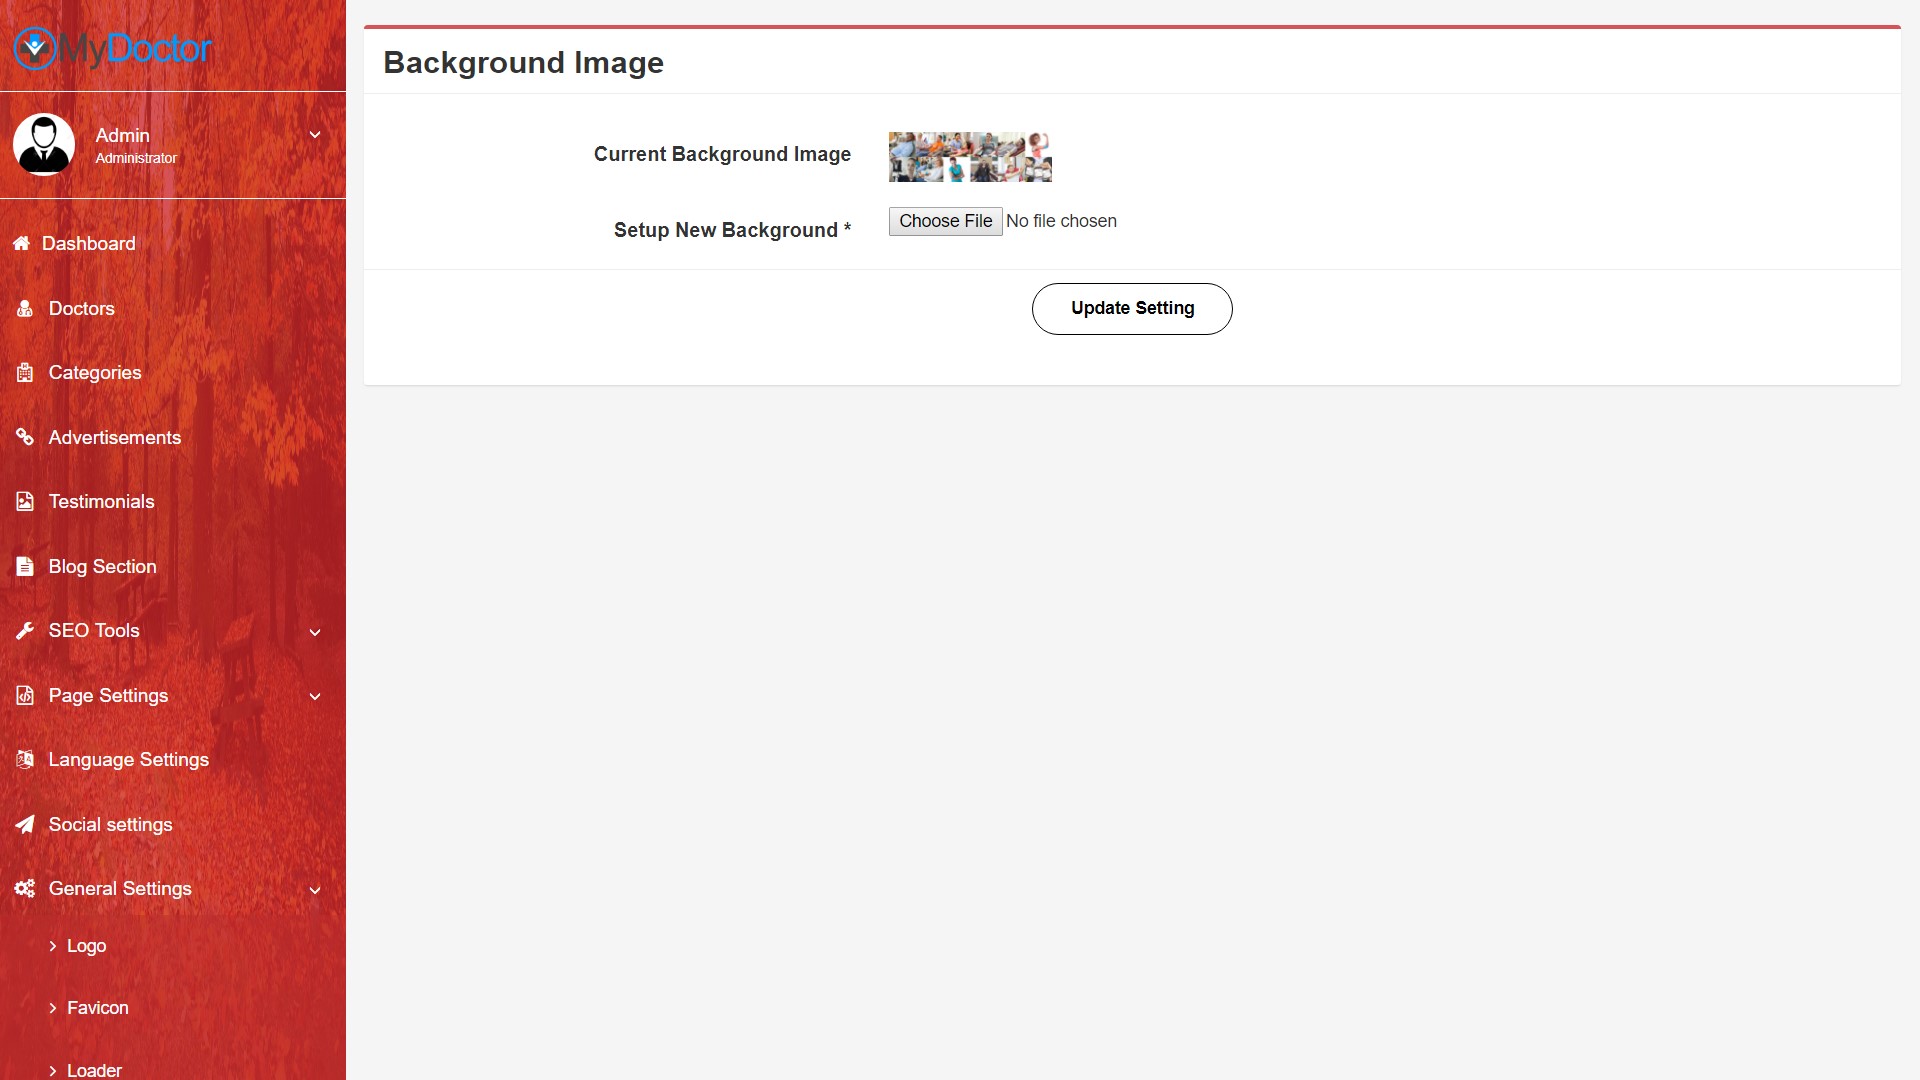 MyDoctor
Admin
Administrator
Dashboard
Doctors
Categories
Advertisements
Testimonials
Blog Section
SEO Tools
Page Settings
Language Settings
Social settings
General Settings
Logo
Favicon
Loader
Background Image
Current Background Image
Setup New Background *
Choose File No file chosen
Update Setting